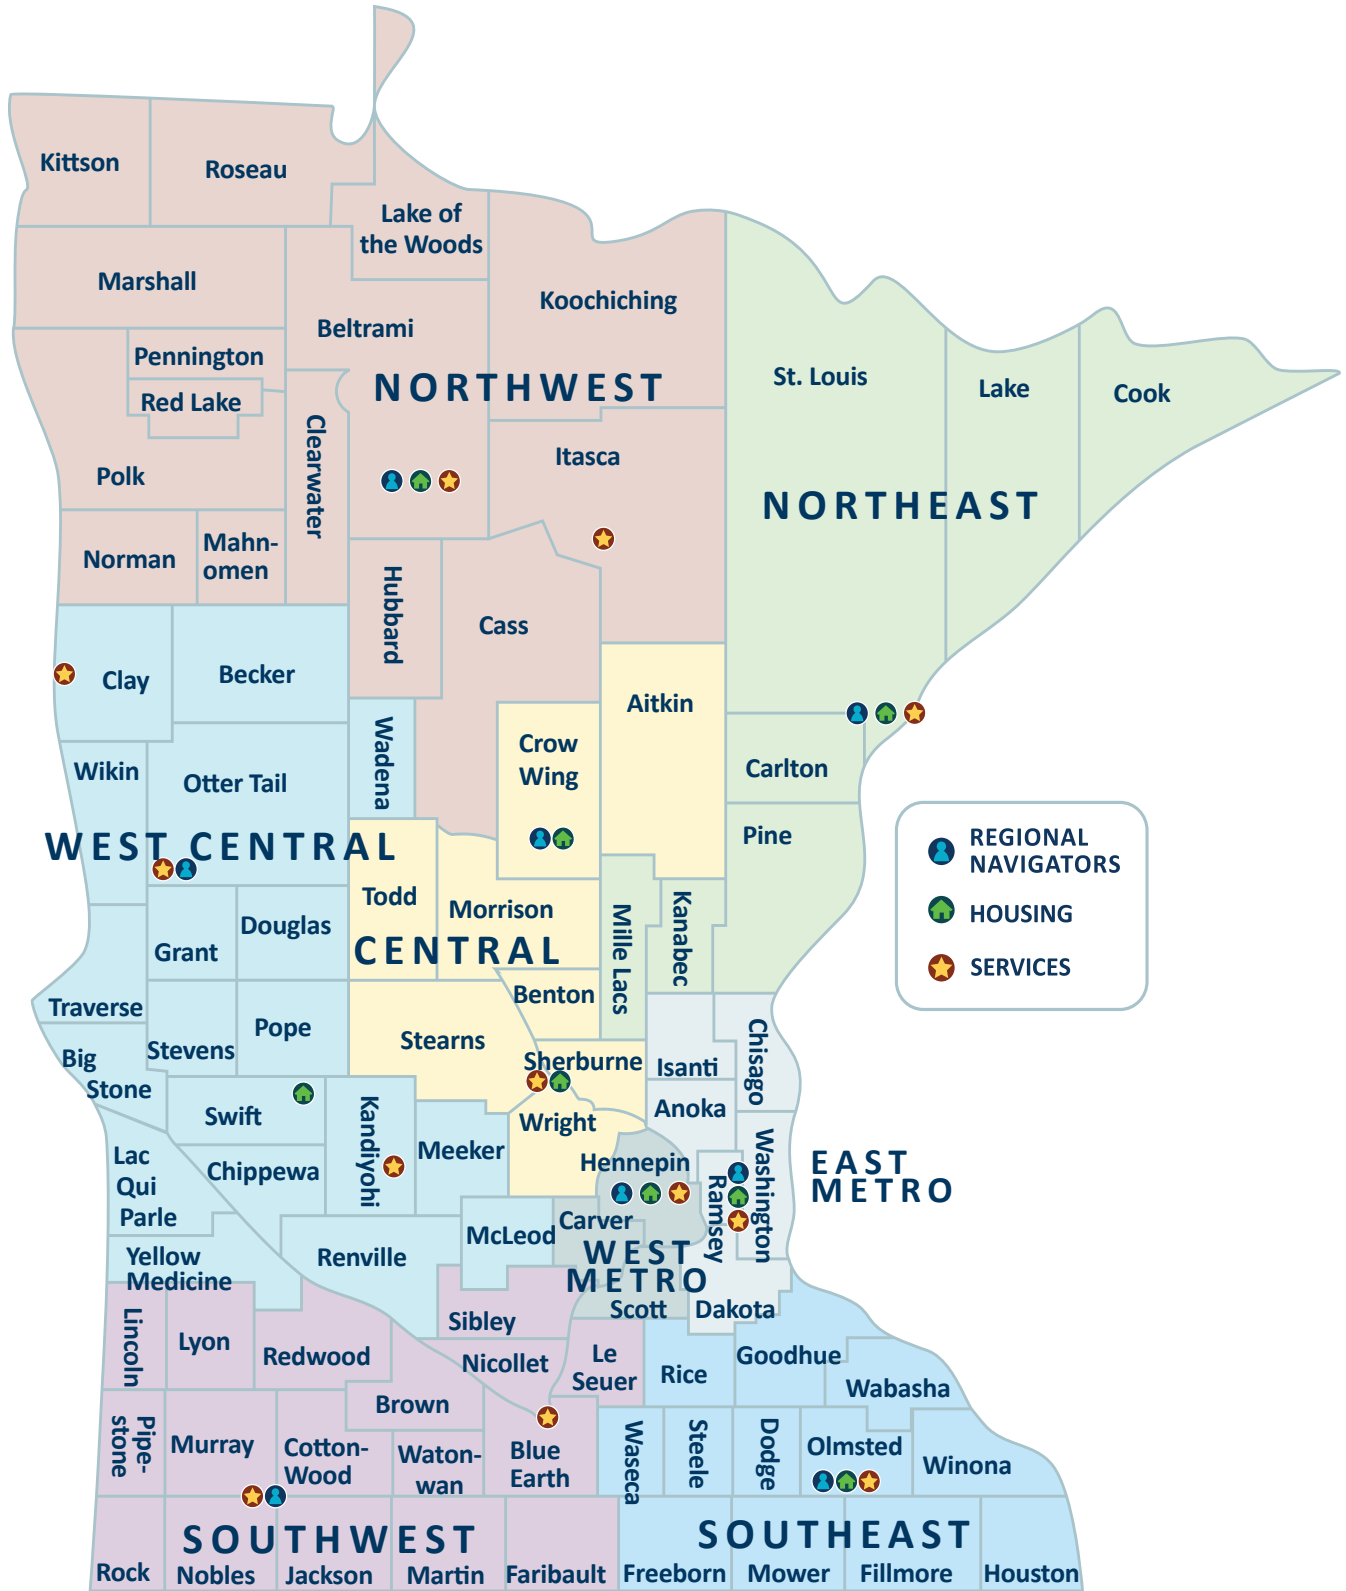 Kittson
Roseau
Lake of
the Woods
Marshall
Koochiching
Beltrami
Pennington
Red Lake
NORTHWEST
St. Louis
Lake
Cook
Clearwater
Itasca
Polk
NORTHEAST
Norman
Mahn-
omen
Hubbard
Cass
Clay
Becker
Aitkin
Wadena
Crow
Wing
Wikin
Otter Tail
Carlton
WEST CENTRAL
Pine
REGIONAL
NAVIGATORS
HOUSING
SERVICES
Todd
Morrison
Mille Lacs
Kanabec
Douglas
Grant
CENTRAL
Traverse
Benton
Pope
Stevens
Stearns
Big
Stone
Sherburne
Isanti
Chisago
Swift
Kandiyohi
Wright
Anoka
Meeker
Lac
Qui
Parle
Chippewa
Hennepin
Ramsey
Washington
EAST
METRO
Carver
McLeod
Yellow
Medicine
Renville
WEST
METRO
Scott
Dakota
Sibley
Lincoln
Lyon
Redwood
Nicollet
Le
Seuer
Rice
Goodhue
Wabasha
Brown
Pipe-
stone
Murray
Cotton-
Wood
Waton-
wan
Blue
Earth
Waseca
Steele
Dodge
Olmsted
Winona
SOUTHWEST
SOUTHEAST
Rock
Nobles
Jackson
Martin
Faribault
Freeborn
Mower
Fillmore
Houston